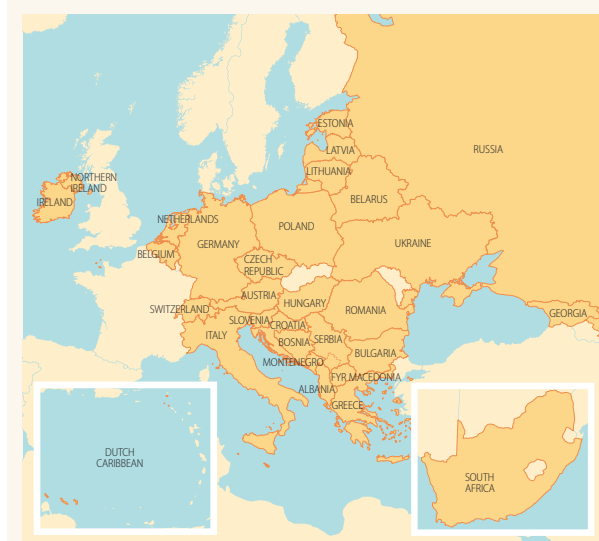 ESTONIA
LATVIA
RUSSIA
LITHUANIA
NORTHERN
IRELAND
BELARUS
IRELAND
NETHERLANDS
POLAND
GERMANY
UKRAINE
BELGIUM
CZECH
REPUBLIC
AUSTRIA
HUNGARY
SWITZERLAND
ROMANIA
GEORGIA
SLOVENIA
CROATIA
ITALY
BOSNIA
SERBIA
BULGARIA
MONTENEGRO
FYR MACEDONIA
ALBANIA
GREECE
DUTCH
CARIBBEAN
SOUTH
AFRICA